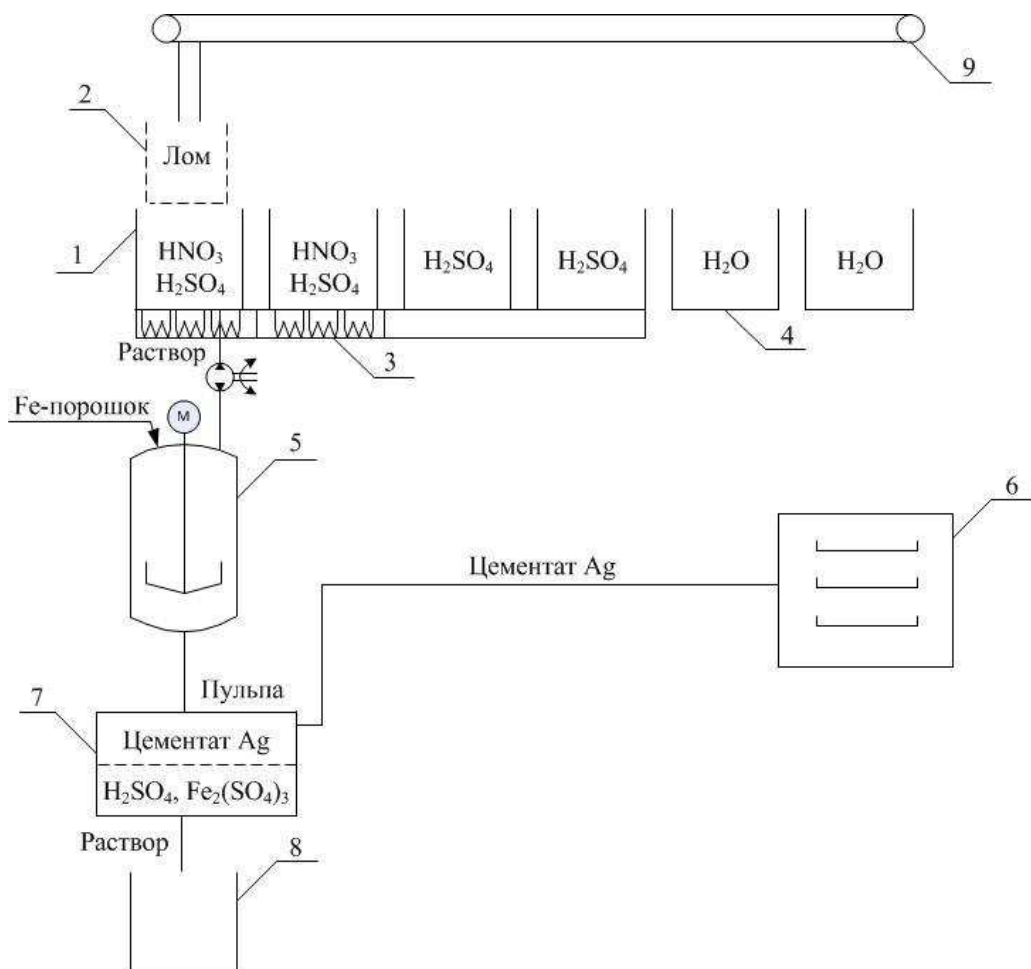 9
2
Лом
1
HNO₃
H₂SO₄
HNO₃
H₂SO₄
H₂SO₄
H₂SO₄
H₂O
H₂O
4
Раствор
3
Fe-порошок
M
5
6
Цементат Ag
Пульпа
7
Цементат Ag
H₂SO₄, Fe₂(SO₄)₃
Раствор
8